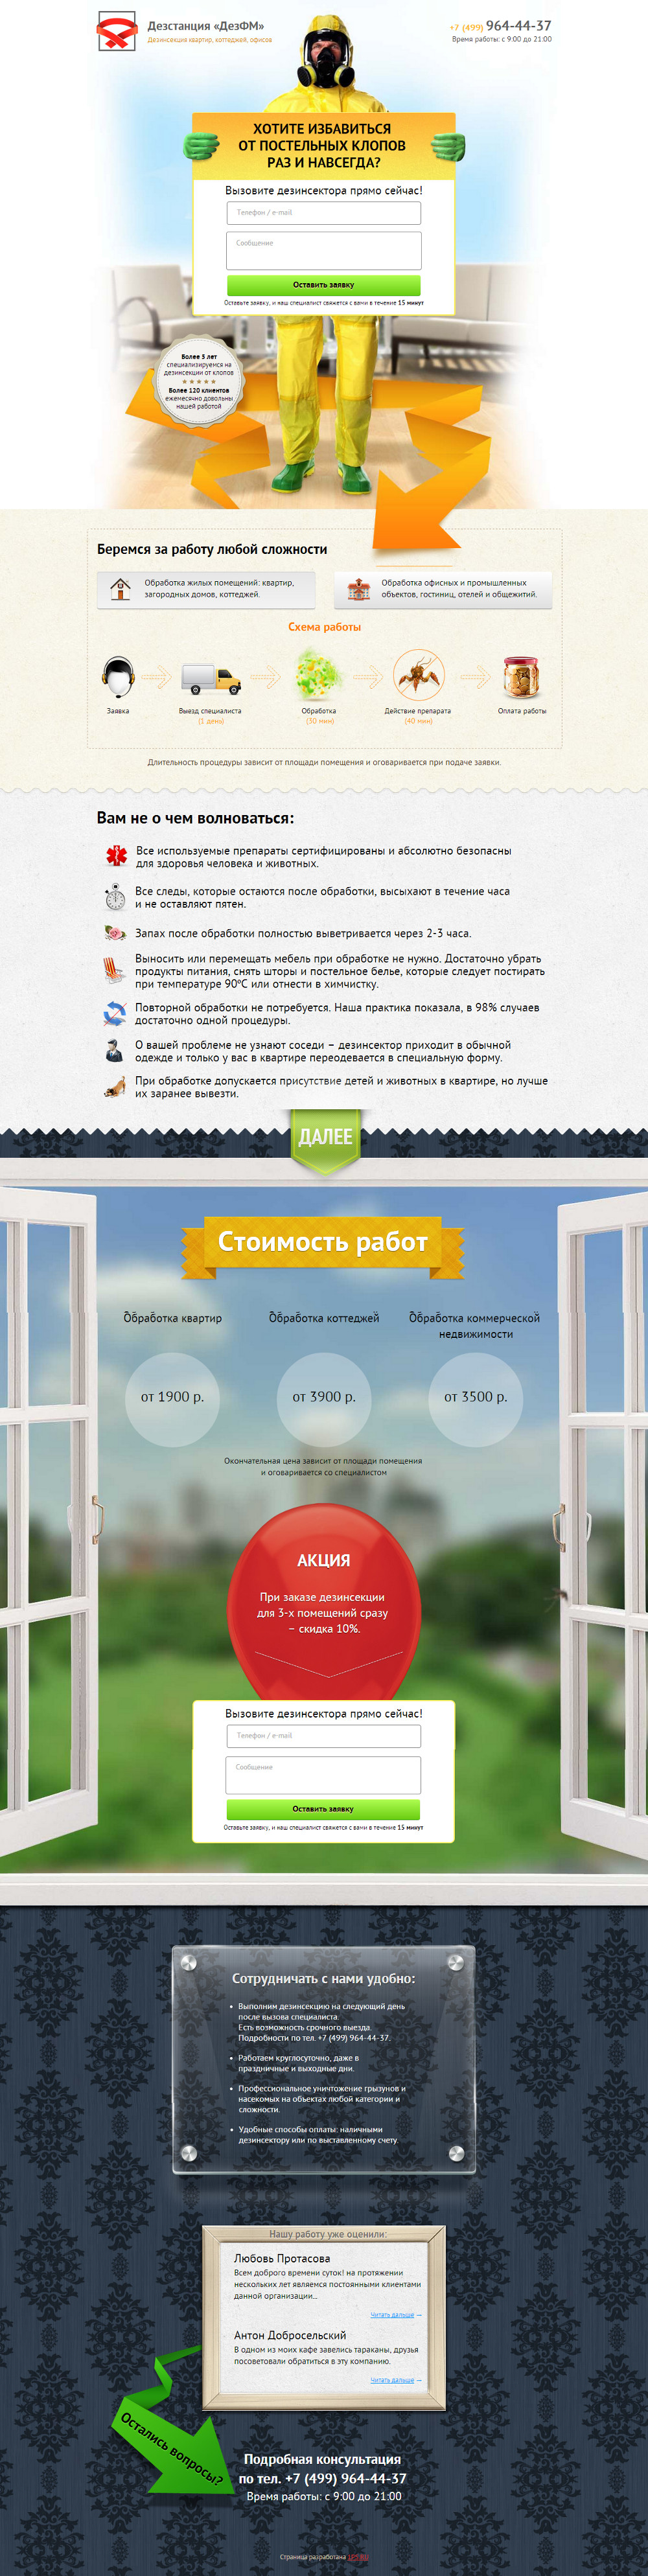 Дезстанция «ДезФМ»
Дезинсекция квартир, коттеджей, офисов
+7 (499) 964-44-37
Время работы: с 9:00 до 21:00
ХОТИТЕ ИЗБАВИТЬСЯ
ОТ ПОСТЕЛЬНЫХ КЛОПОВ
РАЗ И НАВСЕГДА?
Вызовите дезинсектора прямо сейчас!
Телефон / e-mail
Сообщение
Оставить заявку
Оставьте заявку, и наш специалист свяжется с вами в течение 15 минут
Более 5 лет
специализируемся на
дезинсекции от клопов
Более 120 клиентов
ежемесячно довольны
нашей работой
Беремся за работу любой сложности
Обработка жилых помещений: квартир,
загородных домов, коттеджей.
Обработка офисных и промышленных
объектов, гостиниц, отелей и общежитий.
Схема работы
Заявка
Выезд специалиста
(1 день)
Обработка
(30 мин)
Действие препарата
(40 мин)
Оплата работы
Длительность процедуры зависит от площади помещения и оговаривается при подаче заявки.
Вам не о чем волноваться:
Все используемые препараты сертифицированы и абсолютно безопасны
для здоровья человека и животных.
Все следы, которые остаются после обработки, высыхают в течение часа
и не оставляют пятен.
Запах после обработки полностью выветривается через 2-3 часа.
Выносить или перемещать мебель при обработке не нужно. Достаточно убрать
продукты питания, снять шторы и постельное белье, которые следует постирать
при температуре 90°С или отнести в химчистку.
Повторной обработки не потребуется. Наша практика показала, в 98% случаев
достаточно одной процедуры.
О вашей проблеме не узнают соседи – дезинсектор приходит в обычной
одежде и только у вас в квартире переодевается в специальную форму.
При обработке допускается присутствие детей и животных в квартире, но лучше
их заранее вывезти.
ДАЛЕЕ
Стоимость работ
Обработка квартир
Обработка коттеджей
Обработка коммерческой
недвижимости
от 1900 р.
от 3900 р.
от 3500 р.
Окончательная цена зависит от площади помещения
и оговаривается со специалистом
АКЦИЯ
При заказе дезинсекции
для 3-х помещений сразу
– скидка 10%.
Вызовите дезинсектора прямо сейчас!
Телефон / e-mail
Сообщение
Оставить заявку
Оставьте заявку, и наш специалист свяжется с вами в течение 15 минут
Сотрудничать с нами удобно:
• Выполним дезинсекцию на следующий день
после вызова специалиста.
Есть возможность срочного выезда.
Подробности по тел. +7 (499) 964-44-37.
• Работаем круглосуточно, даже в
праздничные и выходные дни.
• Профессиональное уничтожение грызунов и
насекомых на объектах любой категории и
сложности.
• Удобные способы оплаты: наличными
дезинсектору или по выставленному счету.
Нашу работу уже оценили:
Любовь Протасова
Всем доброго времени суток! на протяжении
нескольких лет являемся постоянными клиентами
данной организации...
Читать дальше →
Антон Добросельский
В одном из моих кафе завелись тараканы, друзья
посоветовали обратиться в эту компанию.
Читать дальше →
Остались вопросы?
Подробная консультация
по тел. +7 (499) 964-44-37
Время работы: с 9:00 до 21:00
Страница разработана